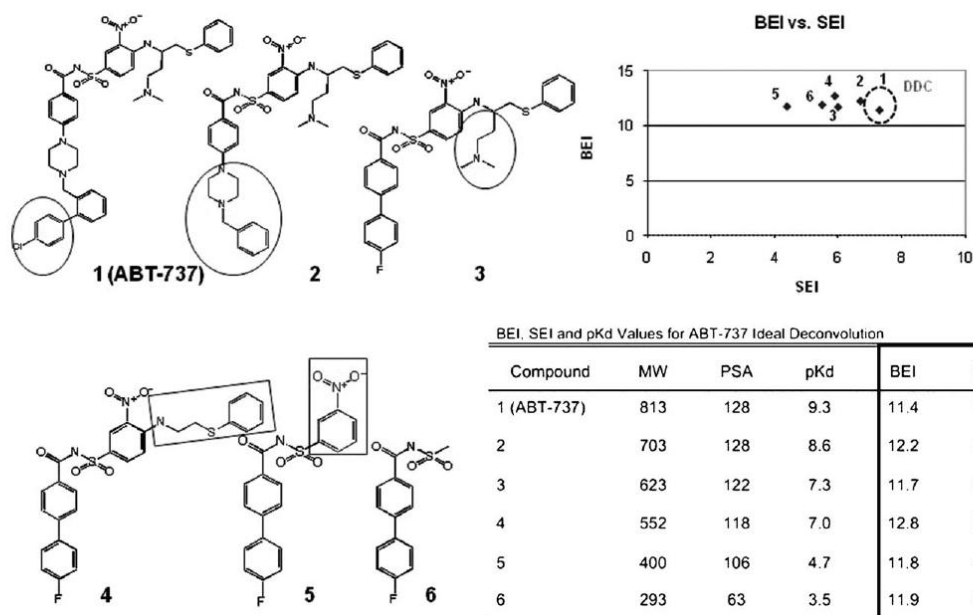 BEI vs. SEI
15
10
5
0
BEI
5
6
4
3
2
1
DDC
0 2 4 6 8 10
SEI
1 (ABT-737)
2
3
4
5
6
BEI, SEI and pKd Values for ABT-737 Ideal Deconvolution
Compound MW PSA pKd BEI
1 (ABT-737) 813 128 9.3 11.4
2 703 128 8.6 12.2
3 623 122 7.3 11.7
4 552 118 7.0 12.8
5 400 106 4.7 11.8
6 293 63 3.5 11.9